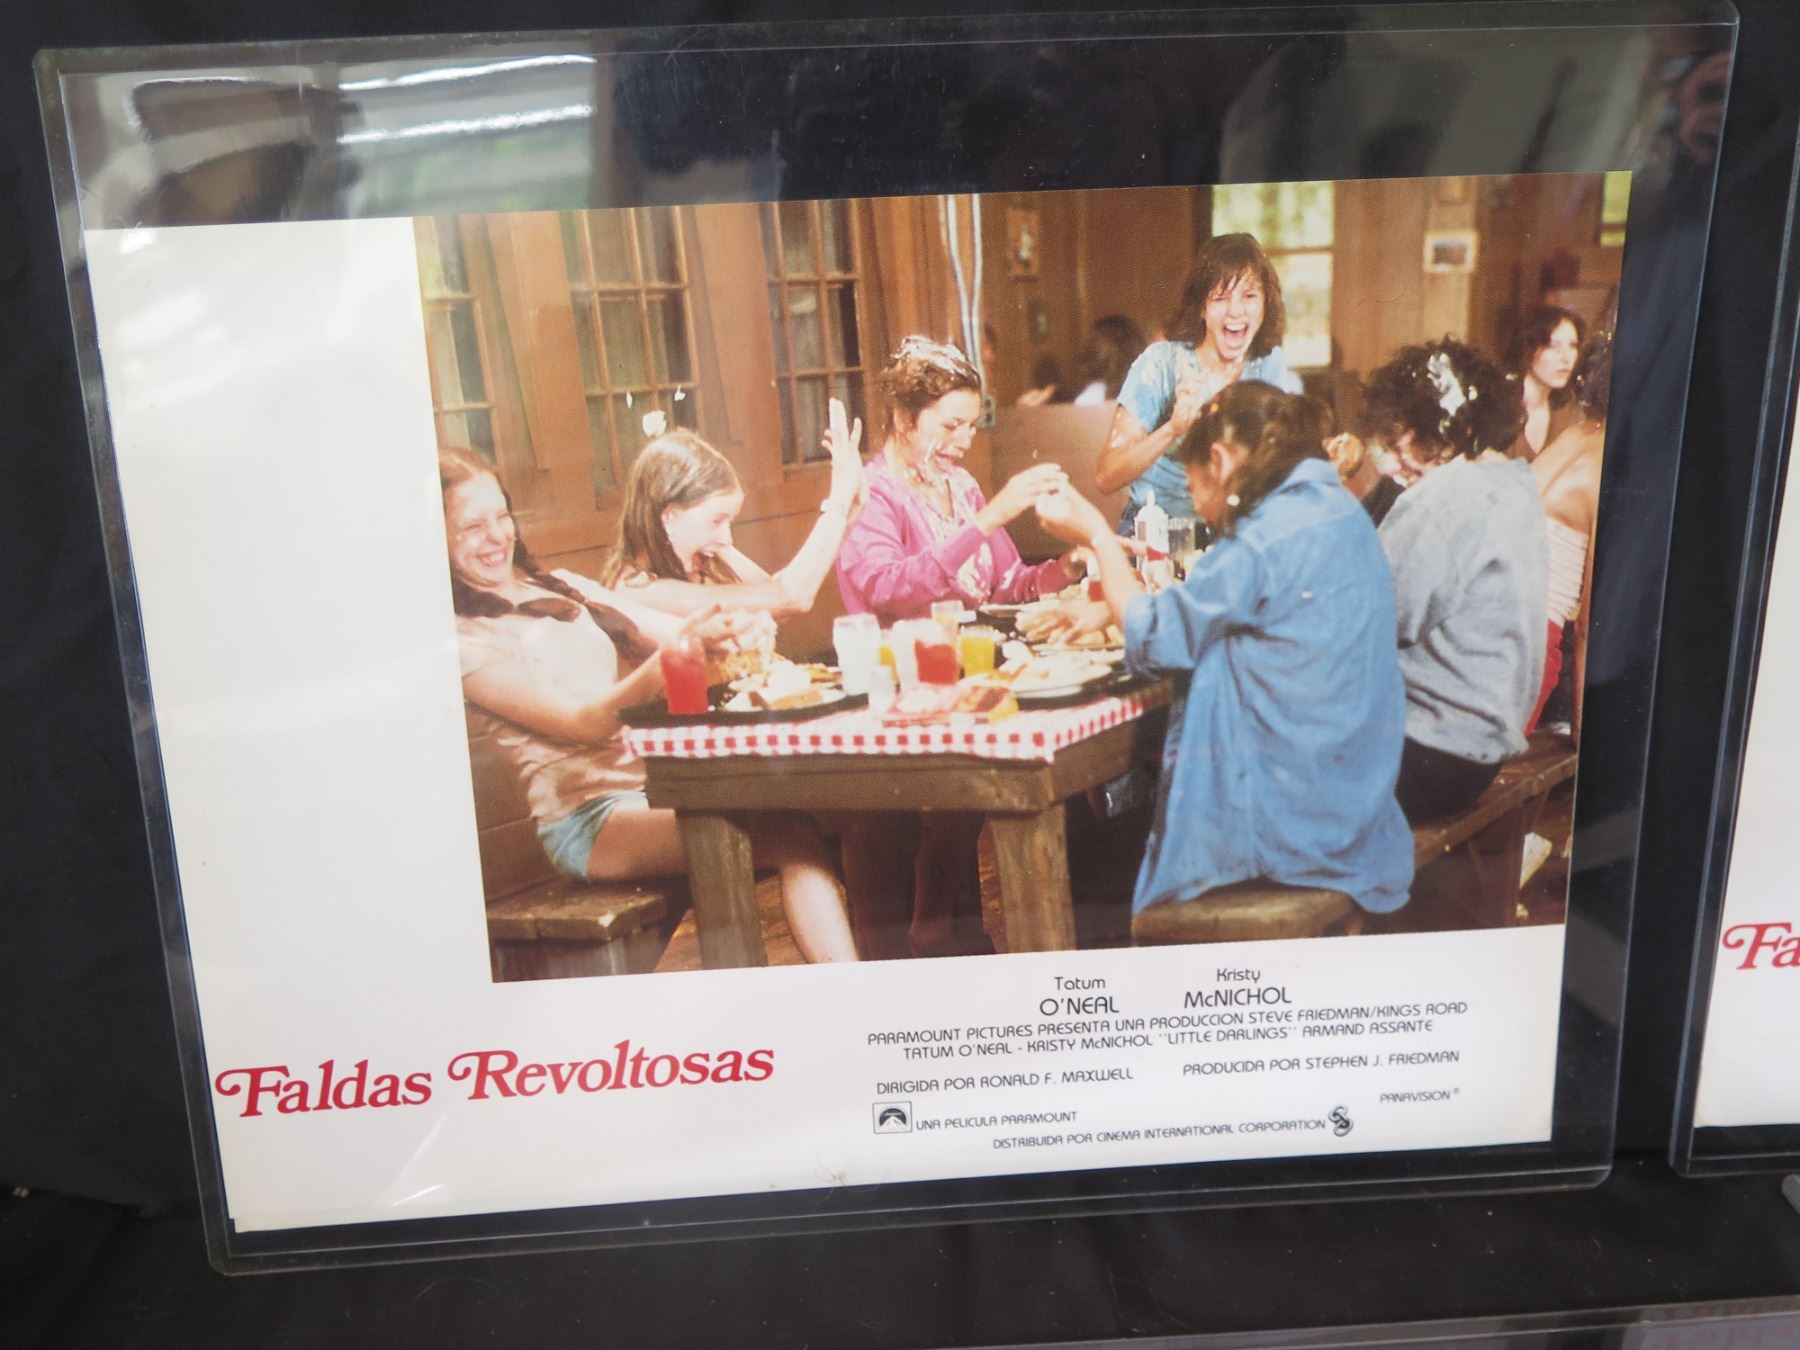 Tatum Kristy
O'NEAL McNICHOL
PARAMOUNT PICTURES PRESENTA UNA PRODUCCION STEVE FRIEDMAN/KINGS ROAD
TATUM O'NEAL - KRISTY McNICHOL "LITTLE DARLINGS" ARMAND ASSANTE
DIRIGIDA POR RONALD F. MAXWELL PRODUCIDA POR STEPHEN J. FRIEDMAN
PANAVISION®
UNA PELICULA PARAMOUNT
DISTRIBUIDA POR CINEMA INTERNATIONAL CORPORATION
Faldas Revoltosas
Fa